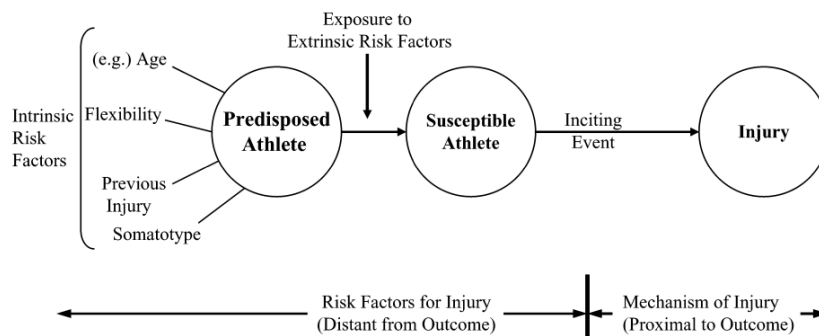 Exposure to
Extrinsic Risk Factors
(e.g.) Age
Flexibility
Intrinsic
Risk
Factors
Previous
Injury
Somatotype
Predisposed
Athlete
Susceptible
Athlete
Inciting
Event
Injury
Risk Factors for Injury
(Distant from Outcome)
Mechanism of Injury
(Proximal to Outcome)